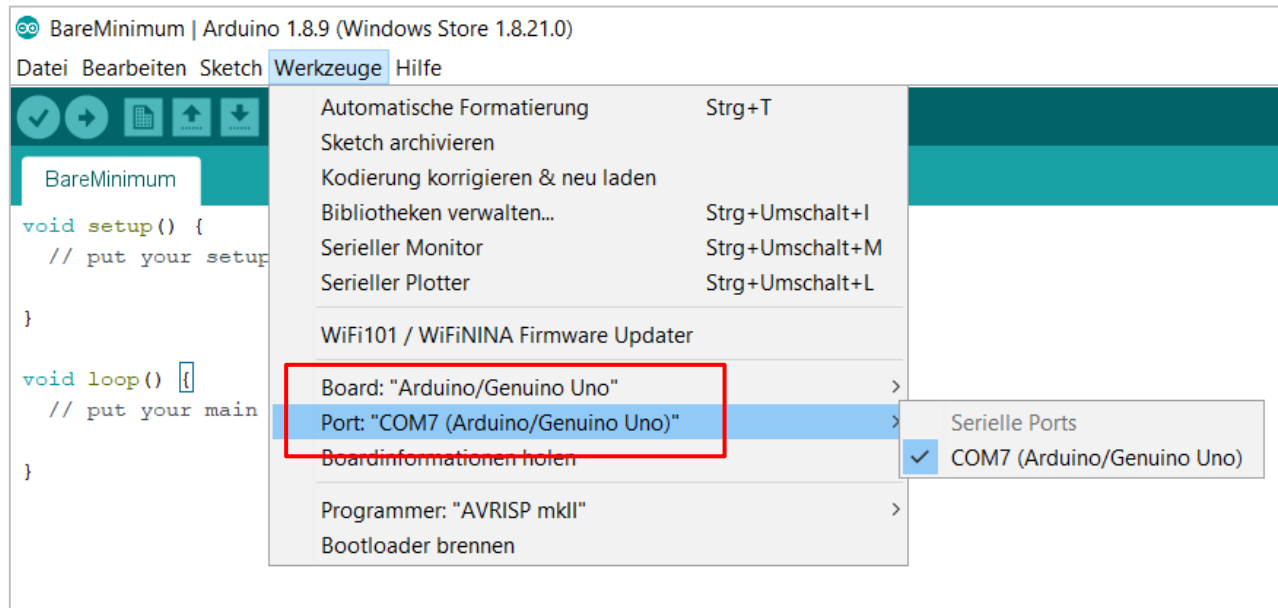 BareMinimum | Arduino 1.8.9 (Windows Store 1.8.21.0)
Datei Bearbeiten Sketch Werkzeuge Hilfe
BareMinimum
void setup() {
// put your setup
}
void loop() {
// put your main
}
Automatische Formatierung Strg+T
Sketch archivieren
Kodierung korrigieren & neu laden
Bibliotheken verwalten... Strg+Umschalt+I
Serieller Monitor Strg+Umschalt+M
Serieller Plotter Strg+Umschalt+L
WiFi101 / WiFiNINA Firmware Updater
Board: "Arduino/Genuino Uno"
Port: "COM7 (Arduino/Genuino Uno)"
Boardinformationen holen
Programmer: "AVRISP mkII"
Bootloader brennen
Serielle Ports
COM7 (Arduino/Genuino Uno)